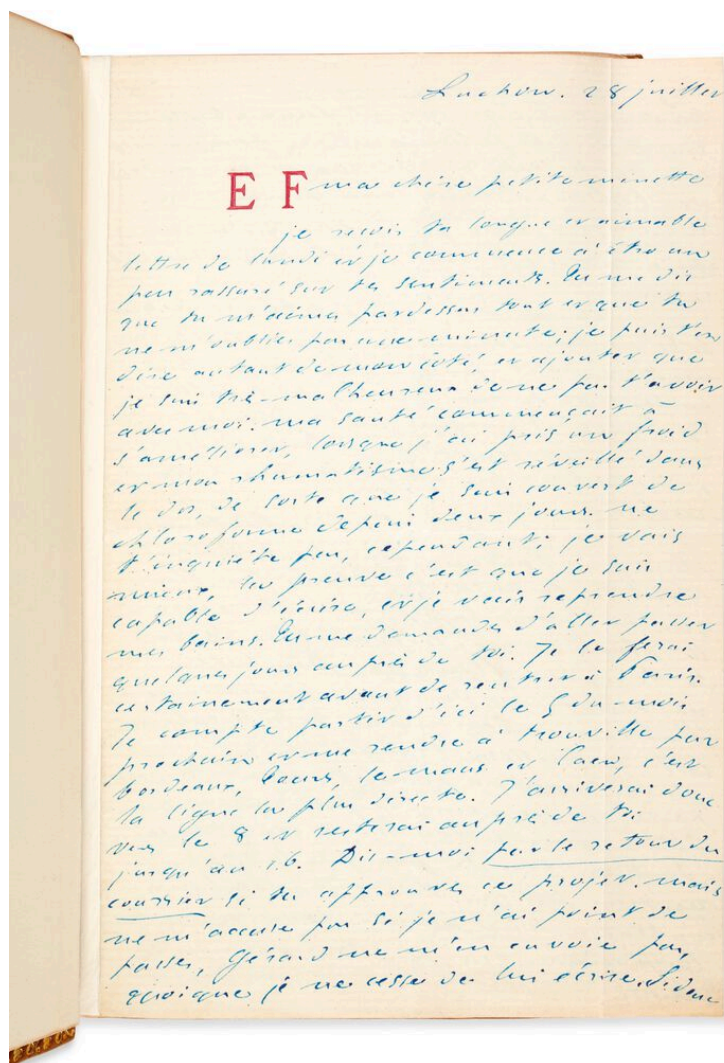 Luchon. 28 juillet
E F ma chère petite minette
je reçois ta longue et aimable
lettre de lundi et je commence à être un
peu rassuré sur tes sentiments. Tu me dis
que tu m'aimes pardessus tout et que tu
ne m'oublies pas une minute; je puis t'en
dire autant de mon côté, et ajouter que
je suis très-malheureux de ne pas t'avoir
avec moi. ma santé commençait à
s'améliorer, lorsque j'ai pris un froid
et mon rhumatisme s'est réveillé dans
le dos, de sorte que je suis couvert de
chloroforme depuis deux jours. ne
t'inquiète pas, cependant; je vais
mieux, la preuve c'est que je suis
capable d'écrire, et je vais reprendre
mes bains. Tu me demandes d'aller passer
quelques jours auprès de toi. Je le ferai
certainement avant de rentrer à Paris.
Je compte partir d'ici le 5 du mois
prochain et me rendre à trouville par
bordeaux, tours, le mans et Caen, c'est
la ligne la plus directe. J'arriverai donc
vers le 8 et resterai auprès de toi
jusqu'au 16. Dis-moi par le retour du
courrier si tu approuves ce projet. mais
ne m'accuse pas si je n'ai point de
passes, Gérard ne m'en envoie pas,
quoique je ne cesse de lui écrire. Si donc